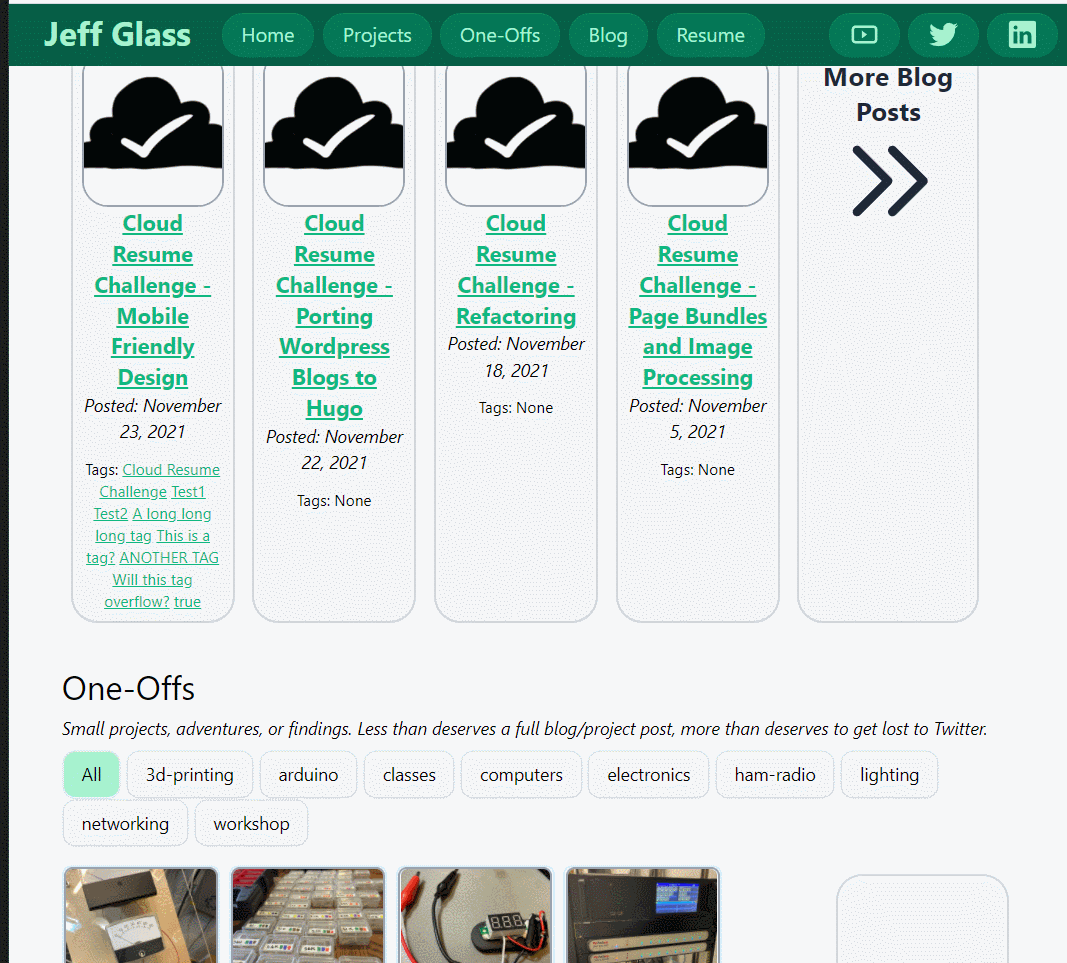 Jeff Glass
Home
Projects
One-Offs
Blog
Resume
Cloud
Resume
Challenge -
Mobile
Friendly
Design
Posted: November
23, 2021
Tags: Cloud Resume
Challenge Test1
Test2 A long long
long tag This is a
tag? ANOTHER TAG
Will this tag
overflow? true
Cloud
Resume
Challenge -
Porting
Wordpress
Blogs to
Hugo
Posted: November
22, 2021
Tags: None
Cloud
Resume
Challenge -
Refactoring
Posted: November
18, 2021
Tags: None
Cloud
Resume
Challenge -
Page Bundles
and Image
Processing
Posted: November
5, 2021
Tags: None
More Blog
Posts
One-Offs
Small projects, adventures, or findings. Less than deserves a full blog/project post, more than deserves to get lost to Twitter.
All
3d-printing
arduino
classes
computers
electronics
ham-radio
lighting
networking
workshop